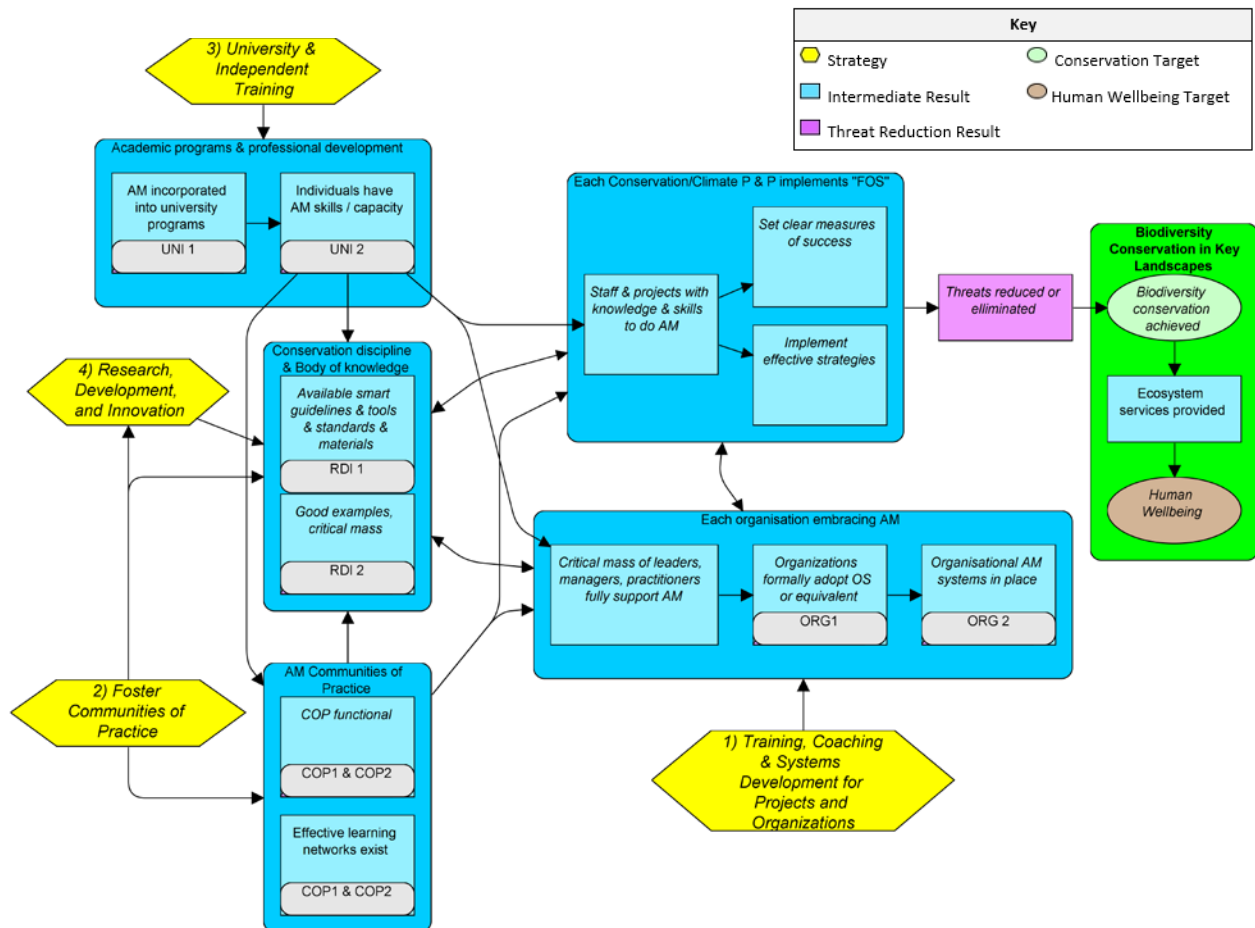 Key
Strategy
Conservation Target
Intermediate Result
Human Wellbeing Target
Threat Reduction Result
3) University &
Independent
Training
Academic programs & professional development
AM incorporated
into university
programs
UNI 1
Individuals have
AM skills / capacity
UNI 2
4) Research,
Development,
and Innovation
Conservation discipline
& Body of knowledge
Available smart
guidelines & tools
& standards &
materials
RDI 1
Good examples,
critical mass
RDI 2
2) Foster
Communities of
Practice
AM Communities of
Practice
COP functional
COP1 & COP2
Effective learning
networks exist
COP1 & COP2
Each Conservation/Climate P & P implements "FOS"
Staff & projects with
knowledge & skills
to do AM
Set clear measures
of success
Implement
effective strategies
Each organisation embracing AM
Critical mass of leaders,
managers, practitioners
fully support AM
Organizations
formally adopt OS
or equivalent
ORG1
Organisational AM
systems in place
ORG 2
1) Training, Coaching
& Systems
Development for
Projects and
Organizations
Threats reduced or
elliminated
Biodiversity
Conservation in Key
Landscapes
Biodiversity
conservation
achieved
Ecosystem
services provided
Human
Wellbeing